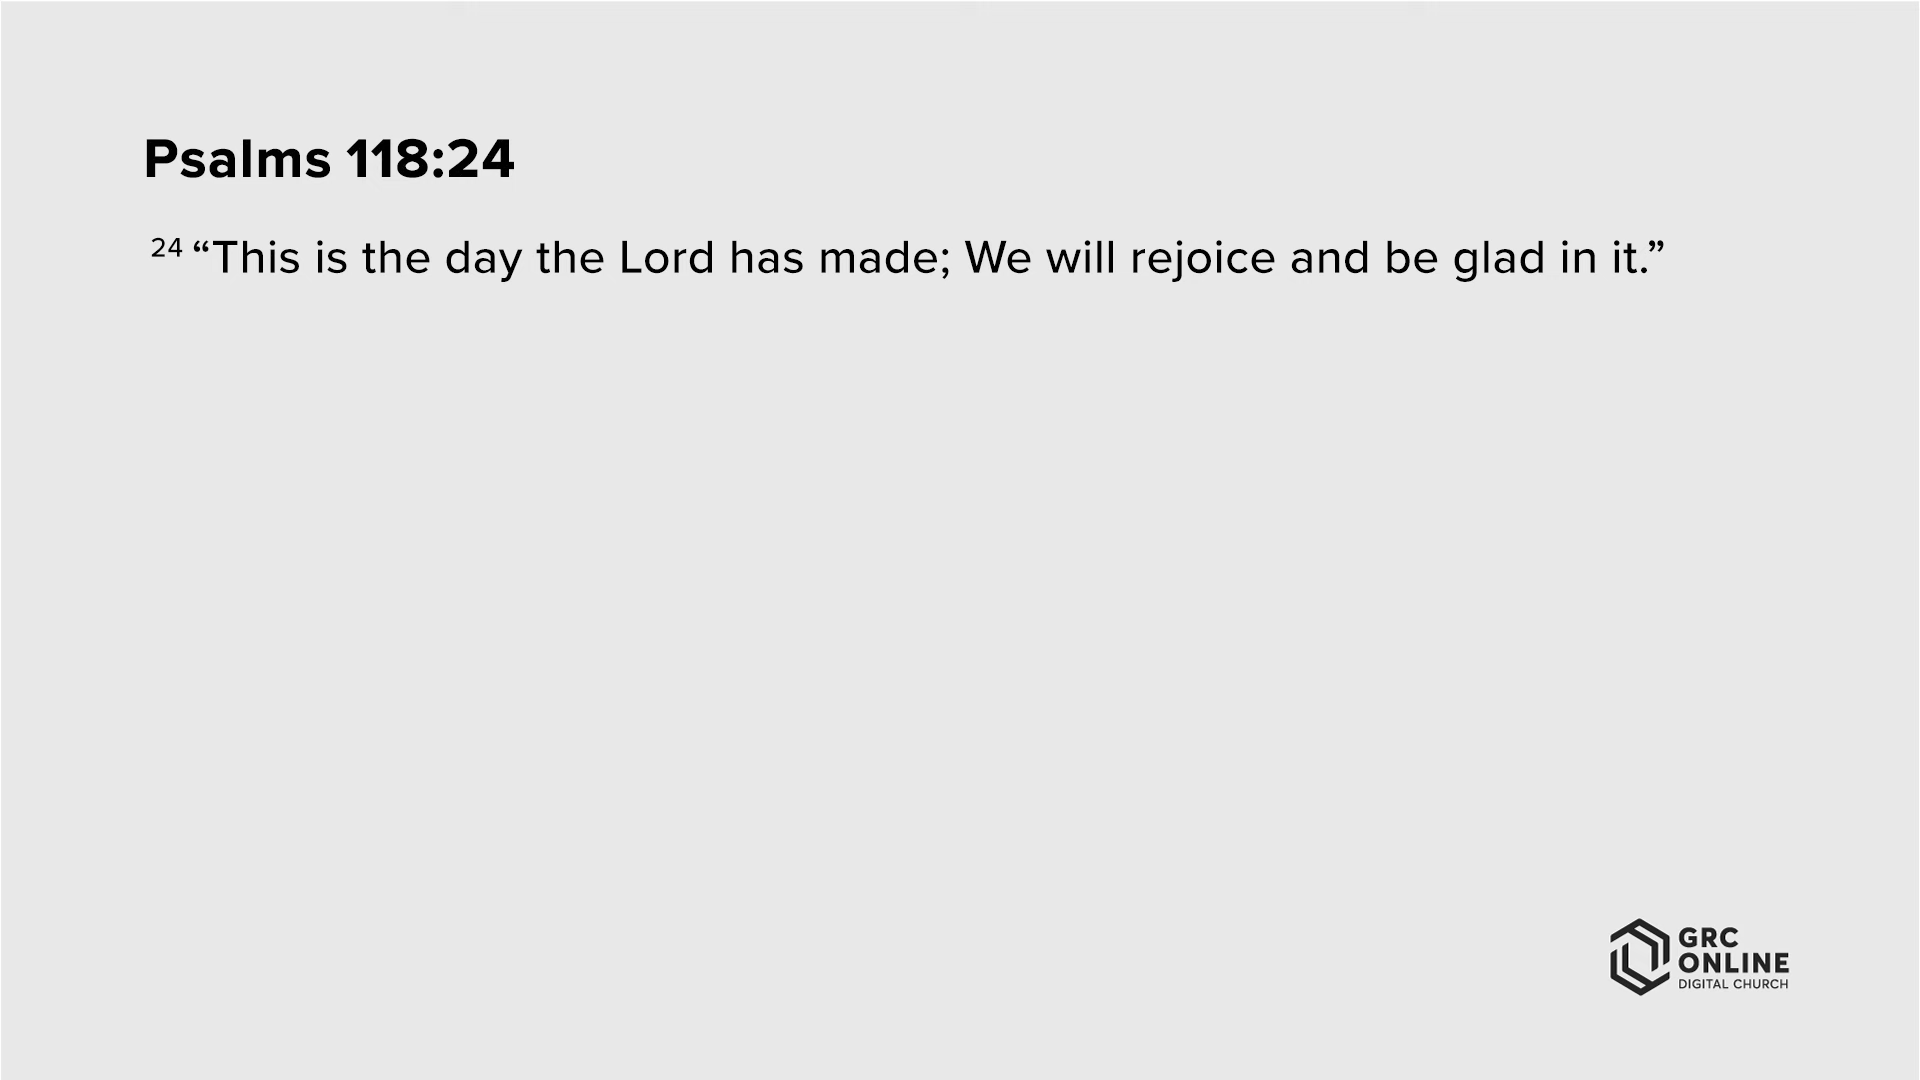 Psalms 118:24
24 “This is the day the Lord has made; We will rejoice and be glad in it.”
GRC
ONLINE
DIGITAL CHURCH